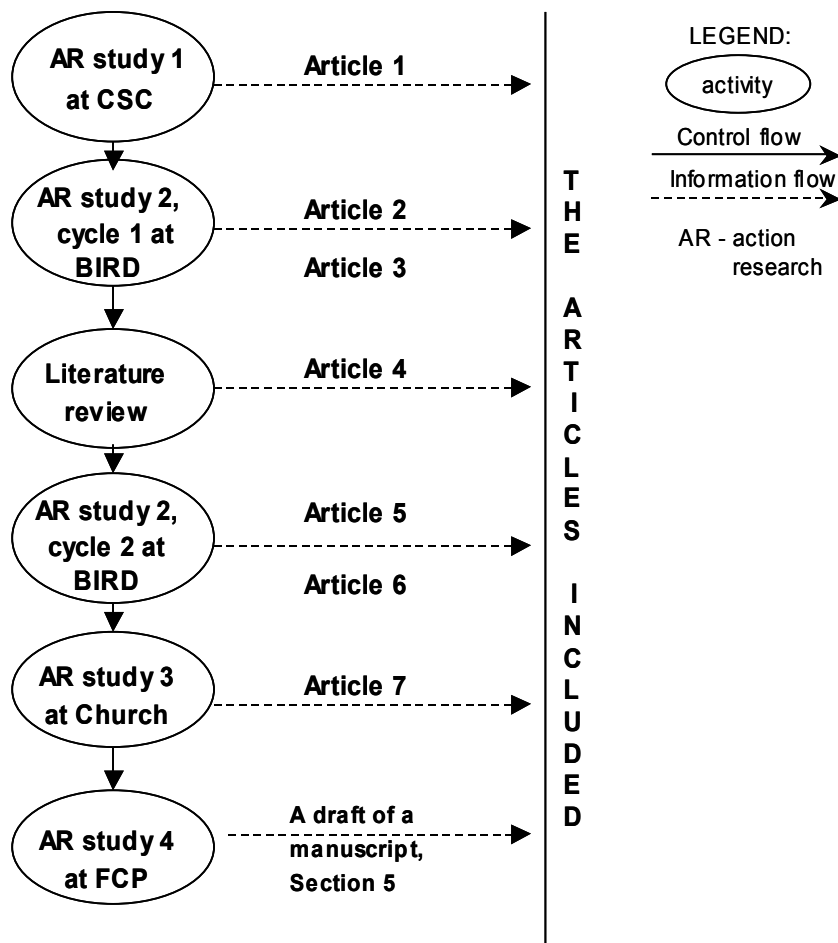 AR study 1
at CSC
Article 1
AR study 2,
cycle 1 at
BIRD
Article 2
Article 3
Literature
review
Article 4
AR study 2,
cycle 2 at
BIRD
Article 5
Article 6
AR study 3
at Church
Article 7
AR study 4
at FCP
A draft of a
manuscript,
Section 5
THE ARTICLES INCLUDED
LEGEND:
activity
Control flow
Information flow
AR - action
research